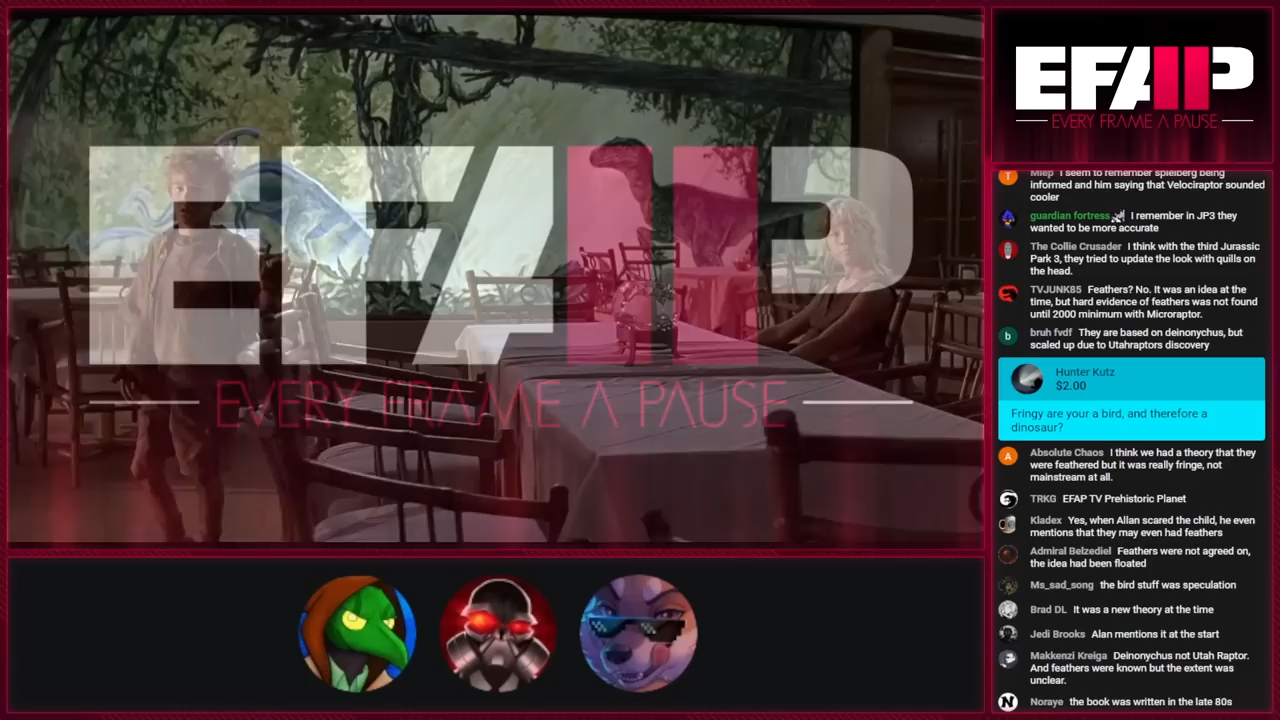 EFAP
EVERY FRAME A PAUSE
EFAP
EVERY FRAME A PAUSE
Miep I seem to remember spielberg being
informed and him saying that Velociraptor sounded
cooler
guardian fortress I remember in JP3 they
wanted to be more accurate
The Collie Crusader I think with the third Jurassic
Park 3, they tried to update the look with quills on
the head.
TVJUNK85 Feathers? No. It was an idea at the
time, but hard evidence of feathers was not found
until 2000 minimum with Microraptor.
bruh fvdf They are based on deinonychus, but
scaled up due to Utahraptors discovery
Hunter Kutz
$2.00
Fringy are your a bird, and therefore a
dinosaur?
Absolute Chaos I think we had a theory that they
were feathered but it was really fringe, not
mainstream at all.
TRKG EFAP TV Prehistoric Planet
Kladex Yes, when Allan scared the child, he even
mentions that they may even had feathers
Admiral Belzediel Feathers were not agreed on,
the idea had been floated
Ms_sad_song the bird stuff was speculation
Brad DL It was a new theory at the time
Jedi Brooks Alan mentions it at the start
Makkenzi Kreiga Deinonychus not Utah Raptor.
And feathers were known but the extent was
unclear.
Noraye the book was written in the late 80s